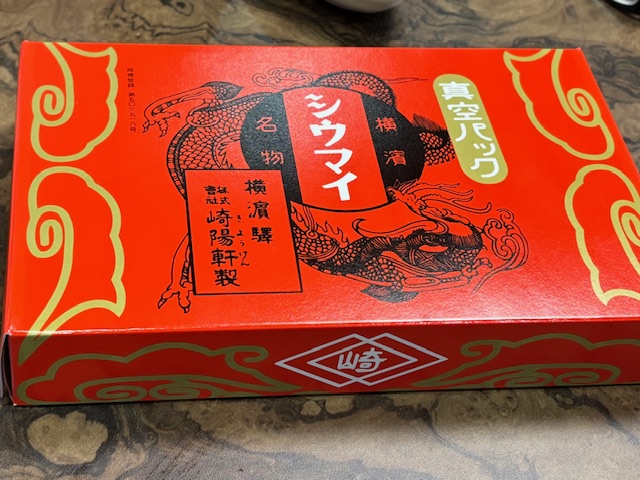 真空パック
横濱
シウマイ
名物
横濱驛
きようけん
株式會社 崎陽軒製
崎